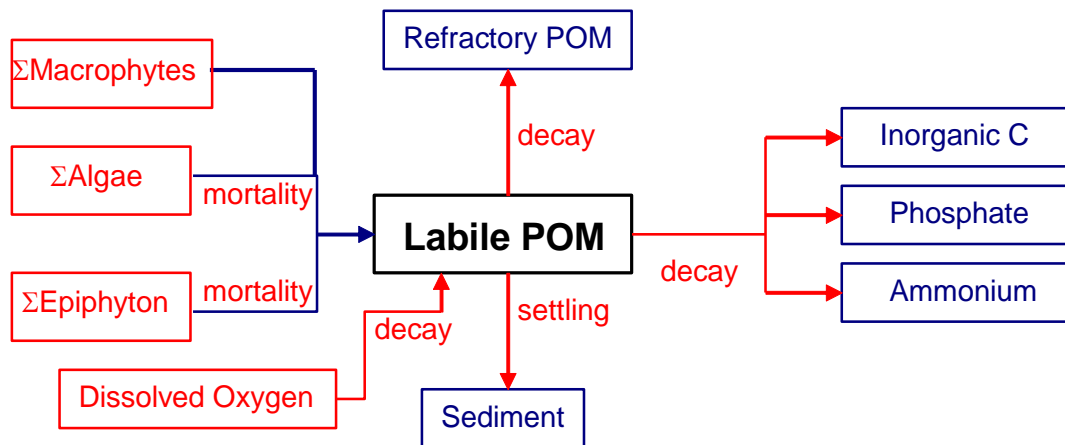 Refractory POM
ΣMacrophytes
decay
Inorganic C
ΣAlgae
mortality
Phosphate
Labile POM
decay
Ammonium
ΣEpiphyton
mortality
settling
decay
Dissolved Oxygen
Sediment